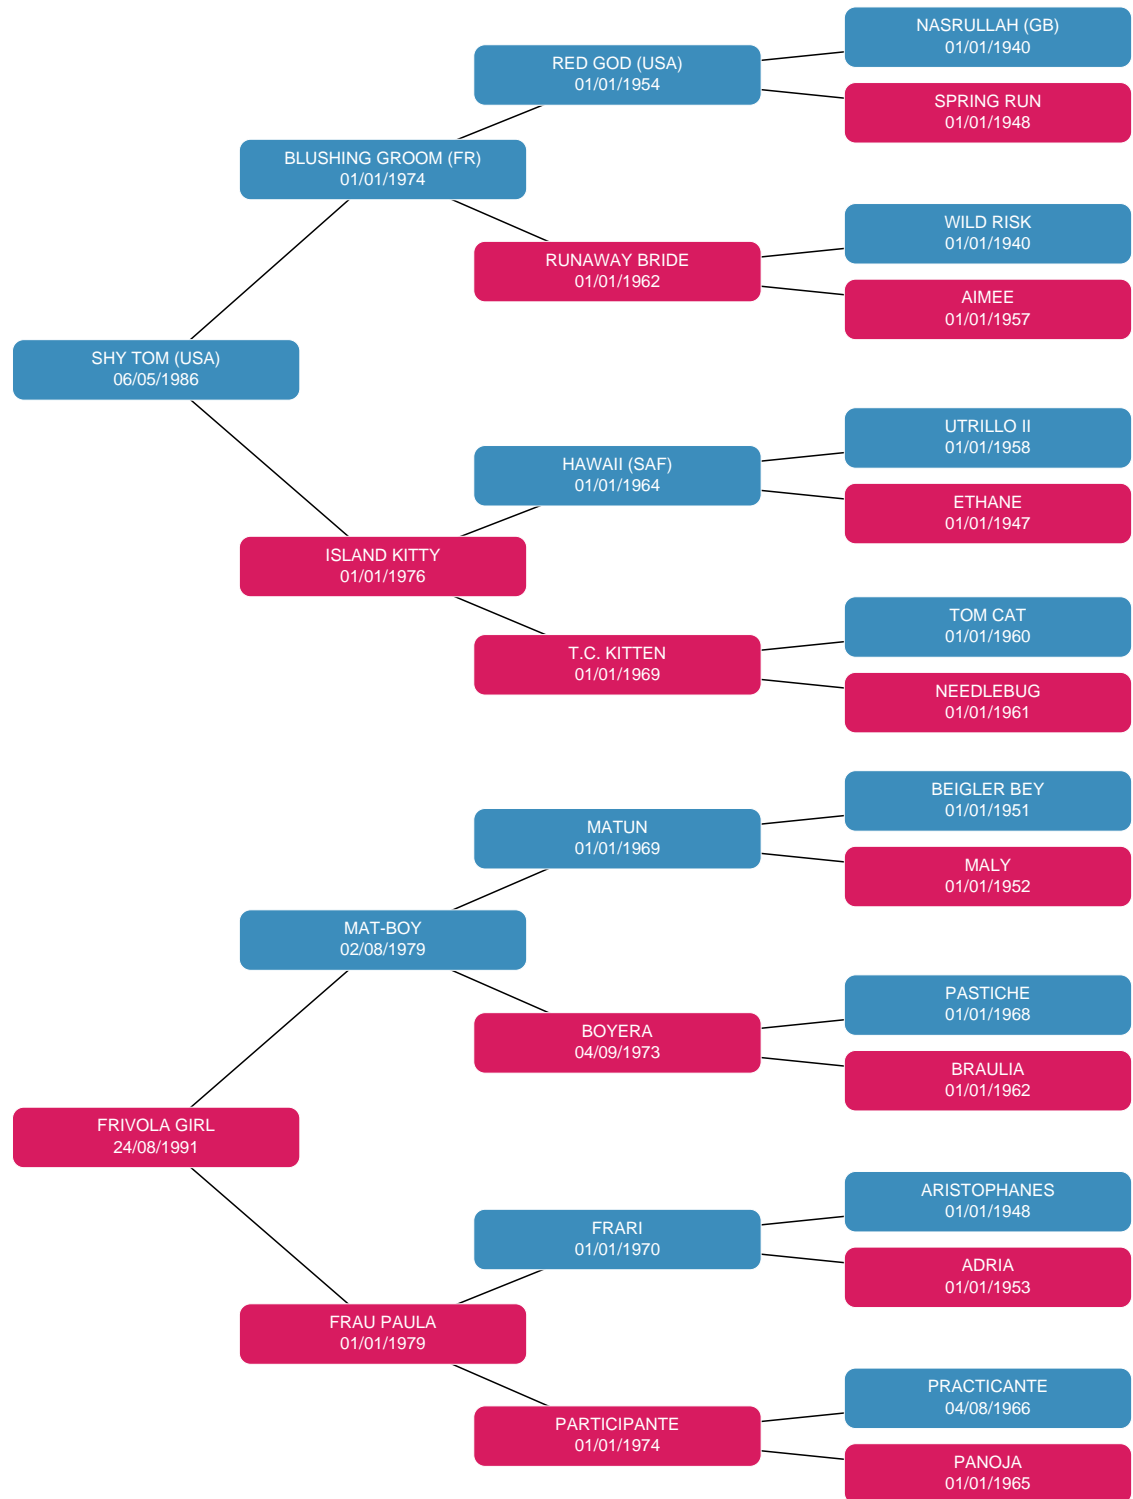 NASRULLAH (GB)
01/01/1940
RED GOD (USA)
01/01/1954
SPRING RUN
01/01/1948
BLUSHING GROOM (FR)
01/01/1974
WILD RISK
01/01/1940
RUNAWAY BRIDE
01/01/1962
AIMEE
01/01/1957
SHY TOM (USA)
06/05/1986
UTRILLO II
01/01/1958
HAWAII (SAF)
01/01/1964
ETHANE
01/01/1947
ISLAND KITTY
01/01/1976
TOM CAT
01/01/1960
T.C. KITTEN
01/01/1969
NEEDLEBUG
01/01/1961
BEIGLER BEY
01/01/1951
MATUN
01/01/1969
MALY
01/01/1952
MAT-BOY
02/08/1979
PASTICHE
01/01/1968
BOYERA
04/09/1973
BRAULIA
01/01/1962
FRIVOLA GIRL
24/08/1991
ARISTOPHANES
01/01/1948
FRARI
01/01/1970
ADRIA
01/01/1953
FRAU PAULA
01/01/1979
PRACTICANTE
04/08/1966
PARTICIPANTE
01/01/1974
PANOJA
01/01/1965